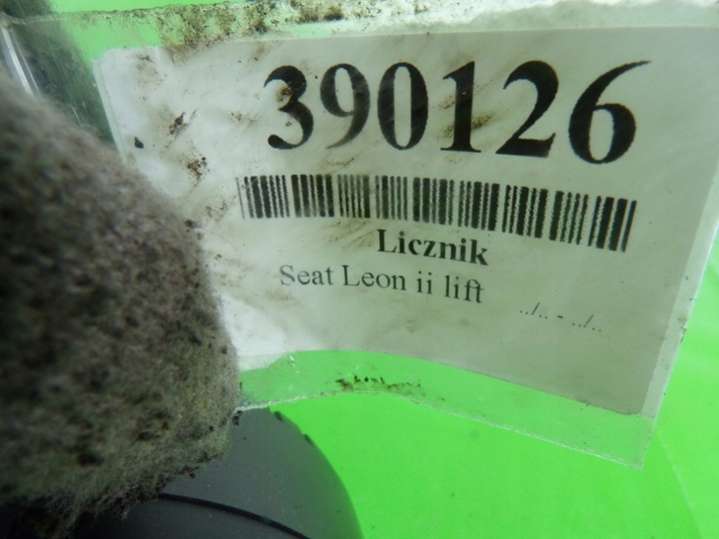 390126
Licznik
Seat Leon ii lift
../.. - ../..